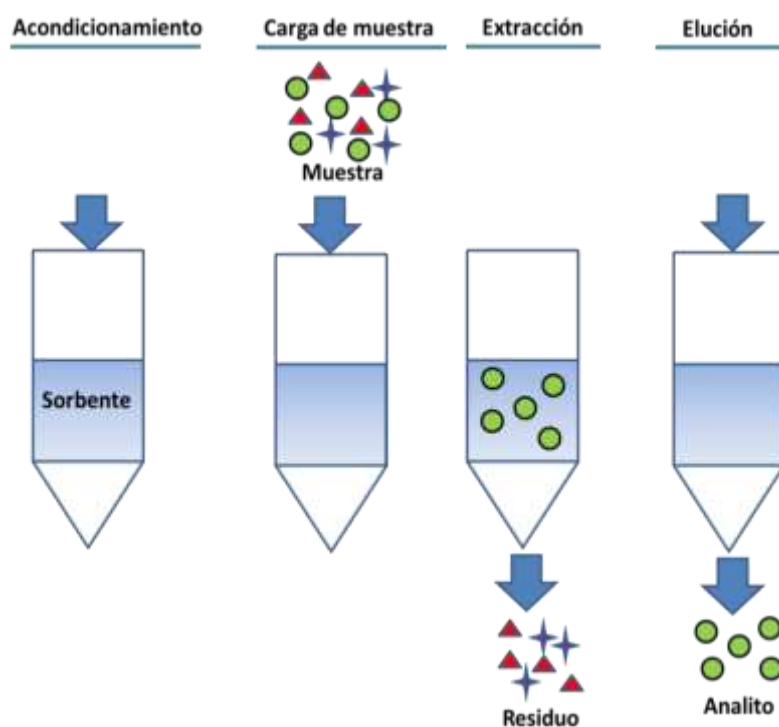 Acondicionamiento
Carga de muestra
Extracción
Elución
Muestra
Sorbente
Residuo
Analito